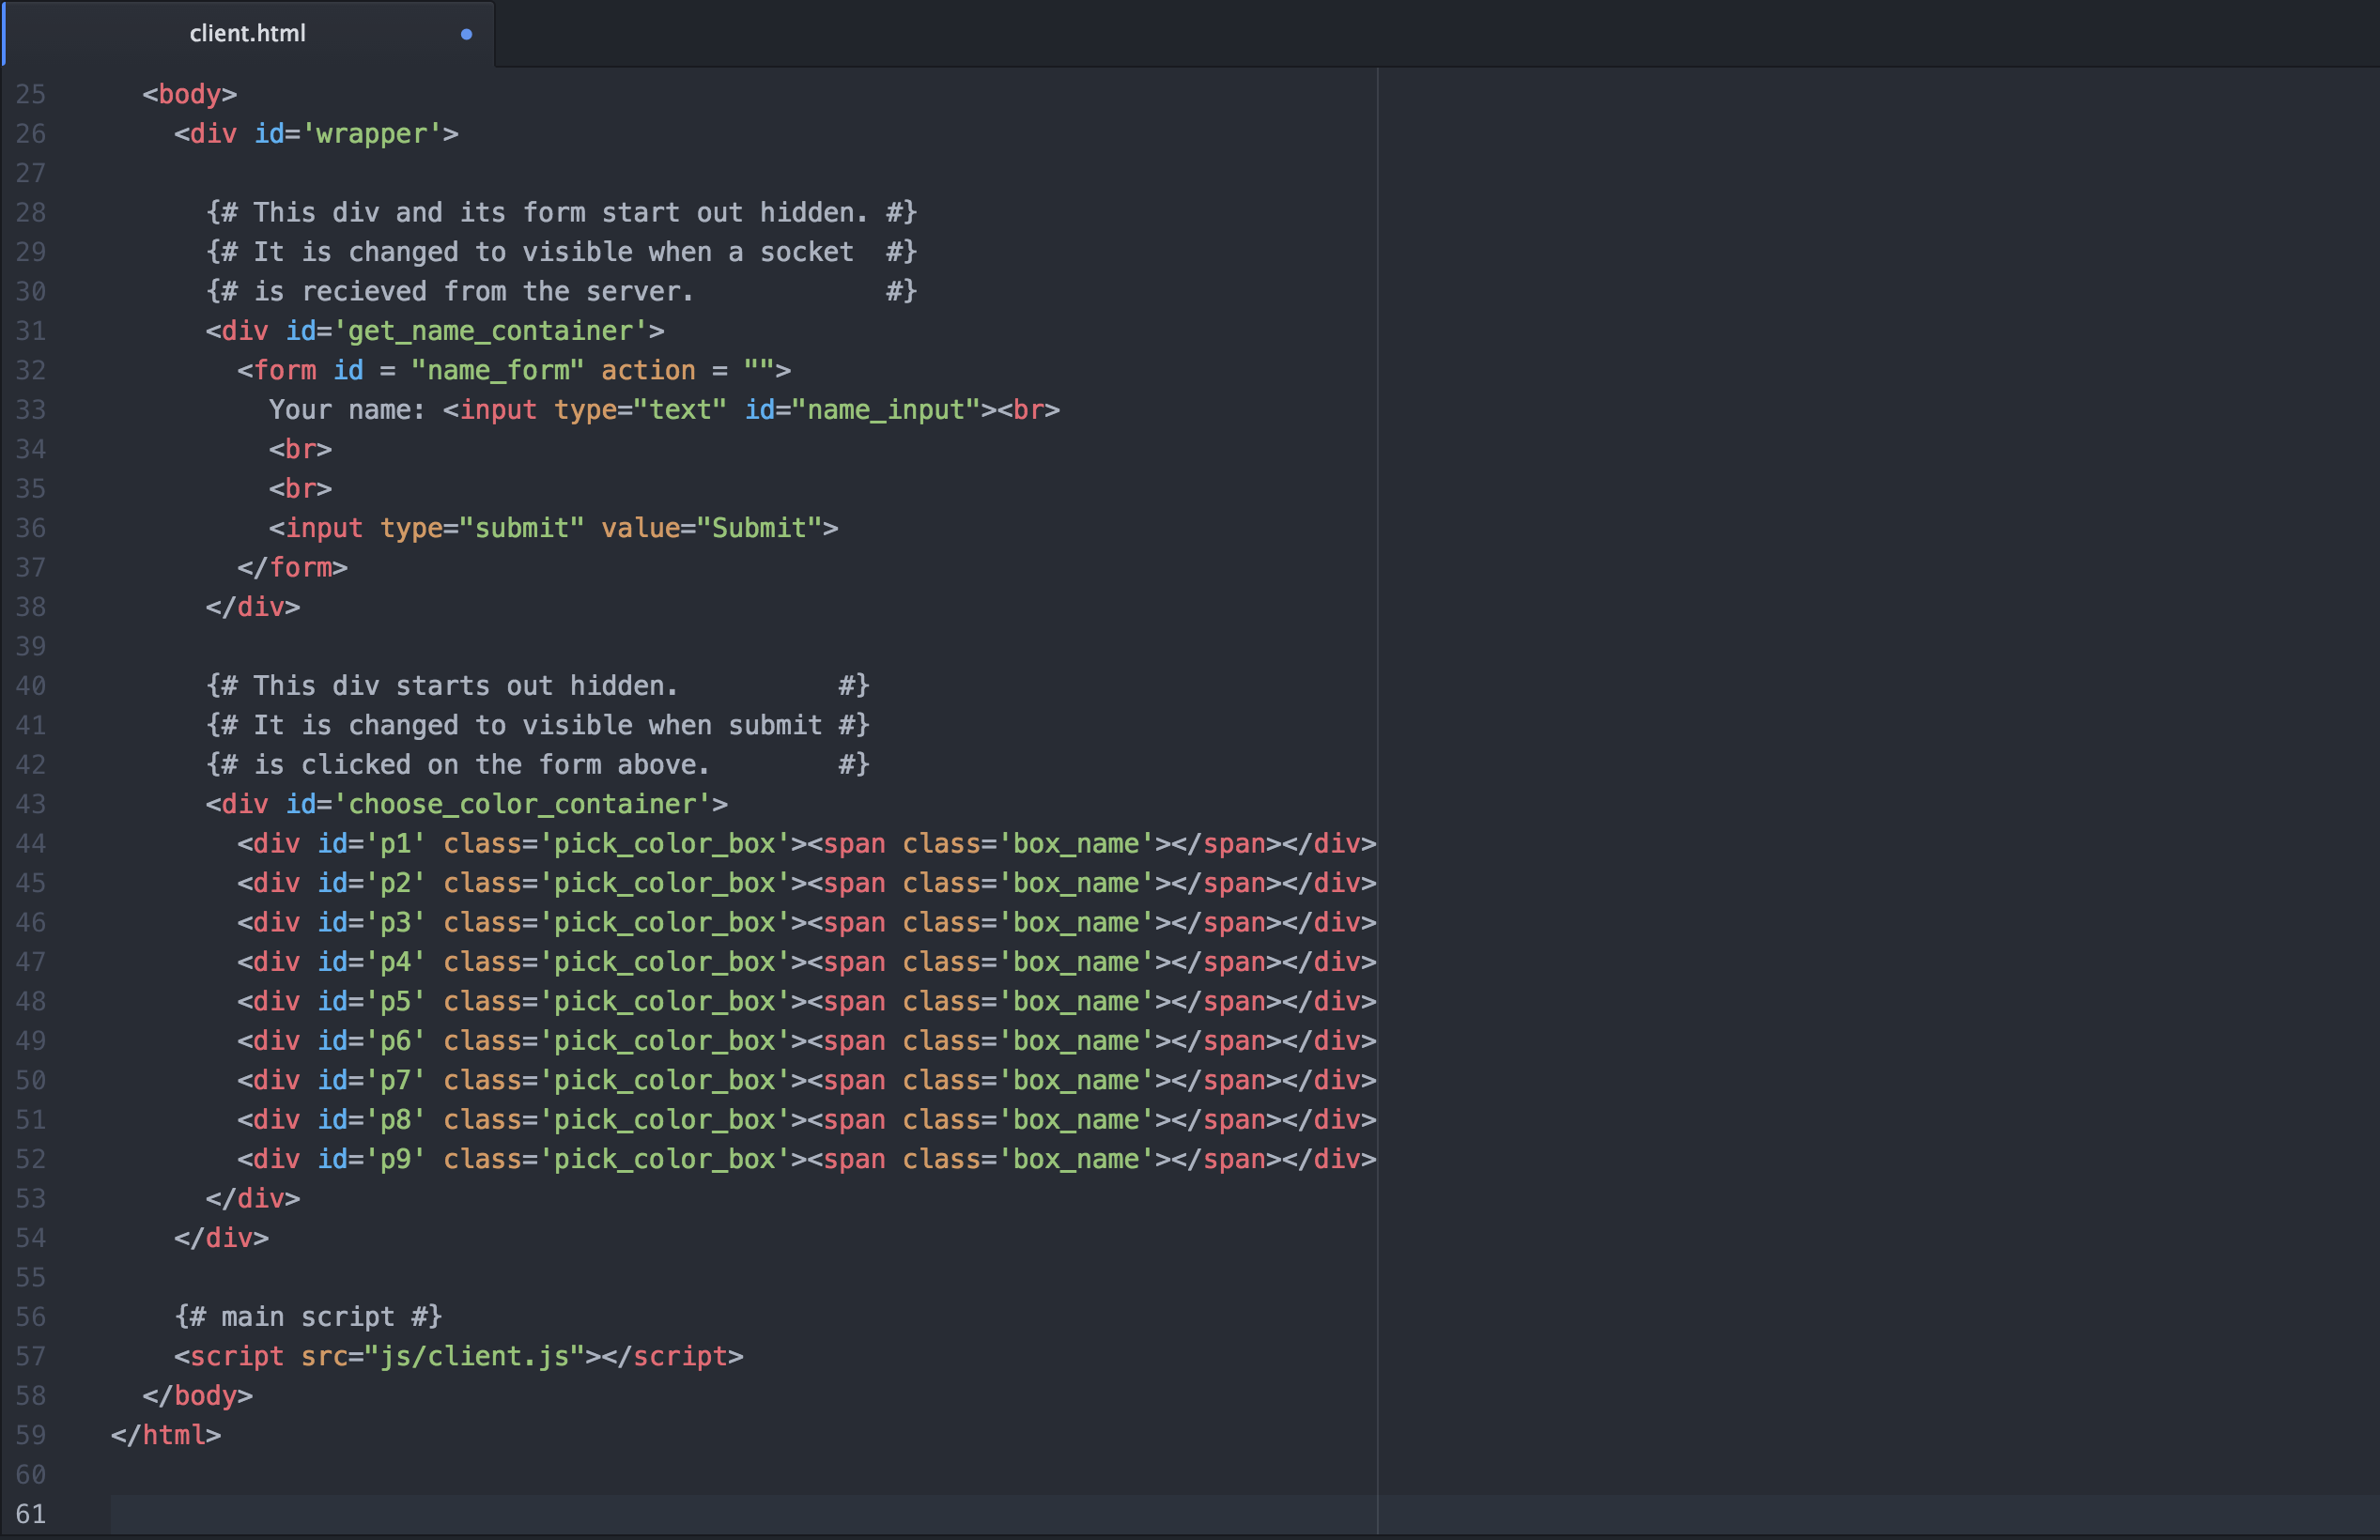 client.html
25 <body>
26 <div id='wrapper'>
27
28 {# This div and its form start out hidden. #}
29 {# It is changed to visible when a socket  #}
30 {# is recieved from the server.            #}
31 <div id='get_name_container'>
32 <form id = "name_form" action = "">
33 Your name: <input type="text" id="name_input"><br>
34 <br>
35 <br>
36 <input type="submit" value="Submit">
37 </form>
38 </div>
39
40 {# This div starts out hidden.          #}
41 {# It is changed to visible when submit #}
42 {# is clicked on the form above.        #}
43 <div id='choose_color_container'>
44 <div id='p1' class='pick_color_box'><span class='box_name'></span></div>
45 <div id='p2' class='pick_color_box'><span class='box_name'></span></div>
46 <div id='p3' class='pick_color_box'><span class='box_name'></span></div>
47 <div id='p4' class='pick_color_box'><span class='box_name'></span></div>
48 <div id='p5' class='pick_color_box'><span class='box_name'></span></div>
49 <div id='p6' class='pick_color_box'><span class='box_name'></span></div>
50 <div id='p7' class='pick_color_box'><span class='box_name'></span></div>
51 <div id='p8' class='pick_color_box'><span class='box_name'></span></div>
52 <div id='p9' class='pick_color_box'><span class='box_name'></span></div>
53 </div>
54 </div>
55
56 {# main script #}
57 <script src="js/client.js"></script>
58 </body>
59 </html>
60
61